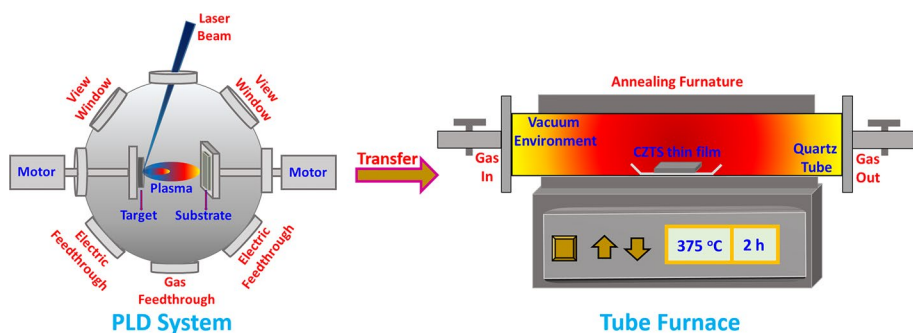 Laser
Beam
View
Window
View
Window
Motor
Plasma
Motor
Target
Substrate
Electric
Feedthrough
Electric
Feedthrough
Gas
Feedthrough
PLD System
Transfer
Annealing Furnature
Vacuum
Environment
CZTS thin film
Quartz
Tube
Gas
In
Gas
Out
375 °C
2 h
Tube Furnace